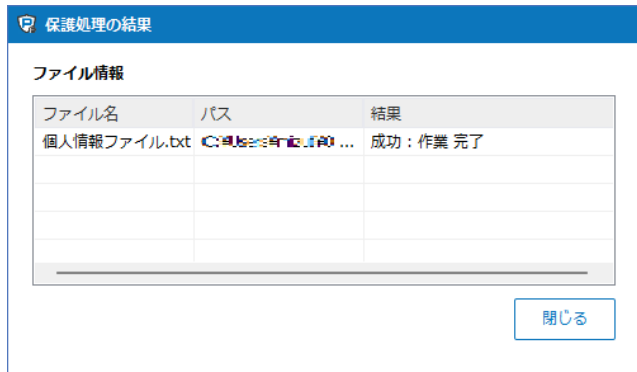 保護処理の結果
ファイル情報
ファイル名 パス 結果
個人情報ファイル.txt ... 成功：作業 完了
閉じる